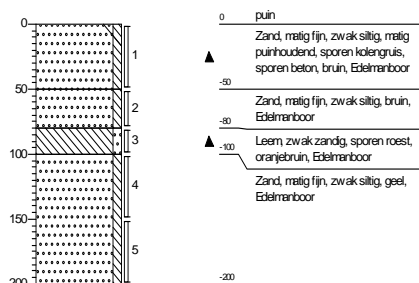 0
50
100
150
200
1
2
3
4
5
0
puin
Zand, matig fijn, zwak siltig, matig
puinhoudend, sporen kolengruis,
sporen beton, bruin, Edelmanboor
-50
Zand, matig fijn, zwak siltig, bruin,
Edelmanboor
-80
Leem, zwak zandig, sporen roest,
oranjebruin, Edelmanboor
-100
Zand, matig fijn, zwak siltig, geel,
Edelmanboor
-200